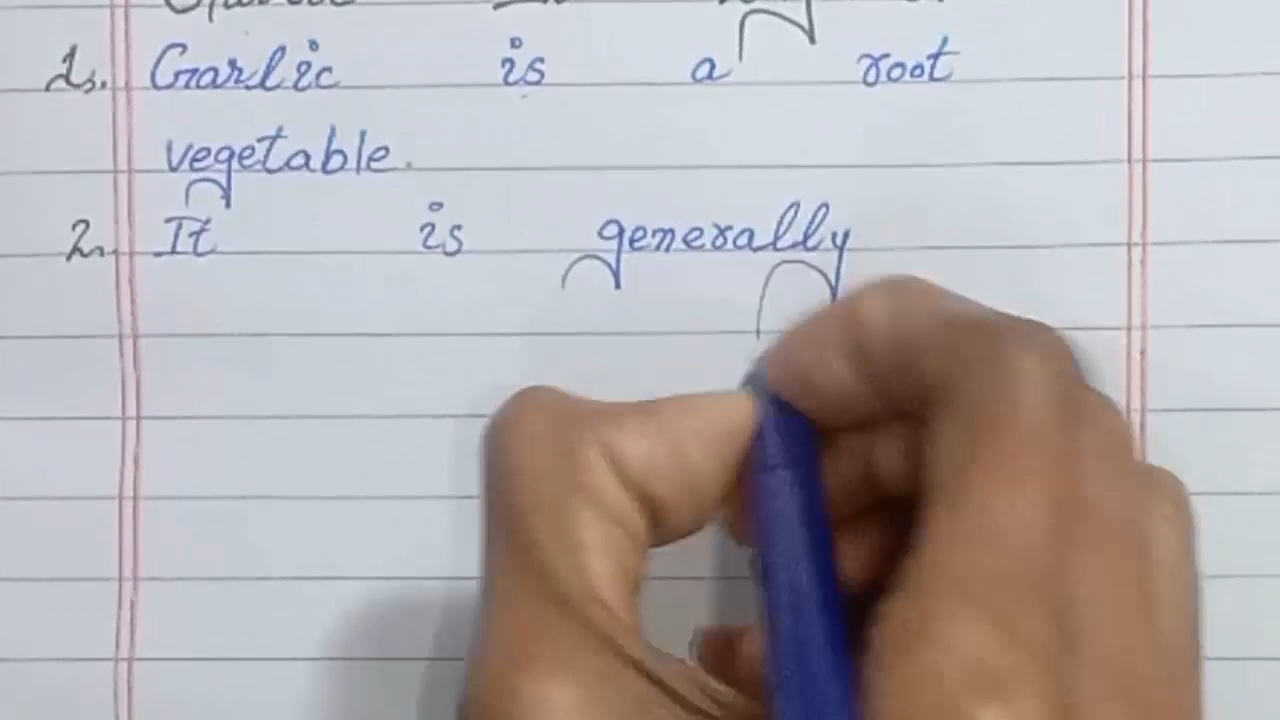 1. Garlic is a root
vegetable.
2. It is generally